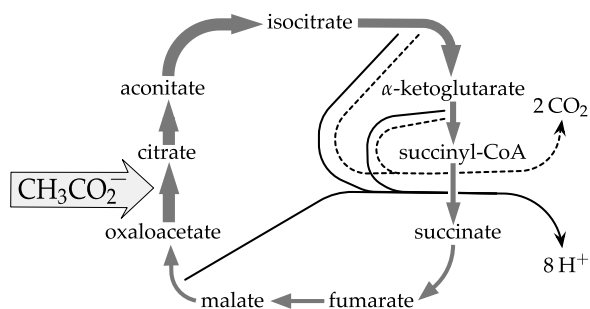 isocitrate
aconitate
α-ketoglutarate
2 CO₂
citrate
succinyl-CoA
CH₃CO₂⁻
oxaloacetate
succinate
8 H⁺
malate
fumarate